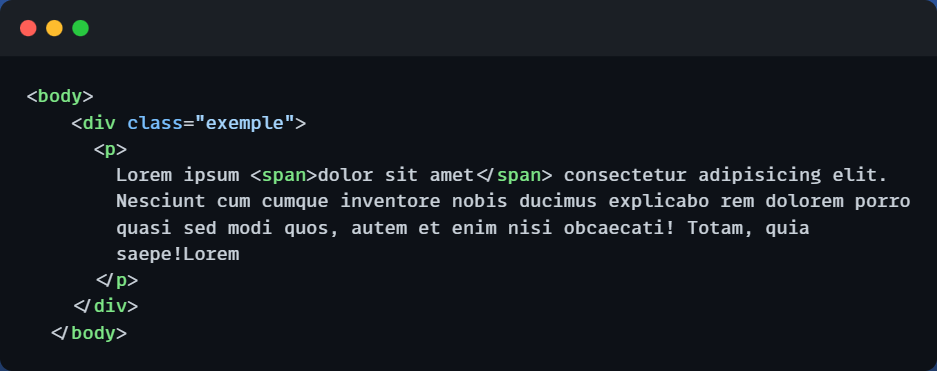 <body>
<div class="exemple">
<p>
Lorem ipsum <span>dolor sit amet</span> consectetur adipisicing elit.
Nesciunt cum cumque inventore nobis ducimus explicabo rem dolorem porro
quasi sed modi quos, autem et enim nisi obcaecati! Totam, quia
saepe!Lorem
</p>
</div>
</body>